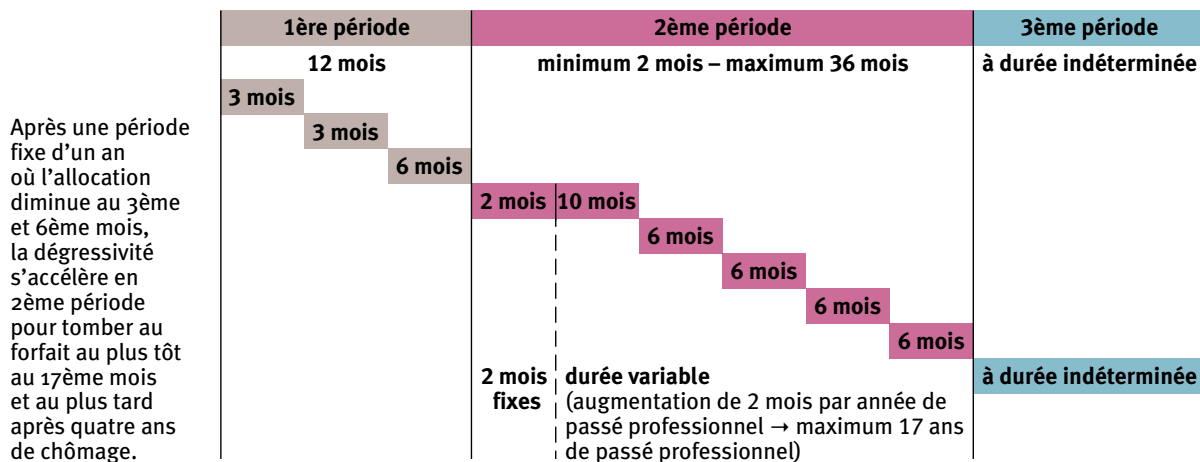 1ère période
2ème période
3ème période
12 mois
minimum 2 mois – maximum 36 mois
à durée indéterminée
Après une période
fixe d’un an
où l’allocation
diminue au 3ème
et 6ème mois,
la dégressivité
s’accélère en
2ème période
pour tomber au
forfait au plus tôt
au 17ème mois
et au plus tard
après quatre ans
de chômage.
3 mois
3 mois
6 mois
2 mois
10 mois
6 mois
6 mois
6 mois
6 mois
2 mois
fixes
durée variable
(augmentation de 2 mois par année de
passé professionnel → maximum 17 ans
de passé professionnel)
à durée indéterminée